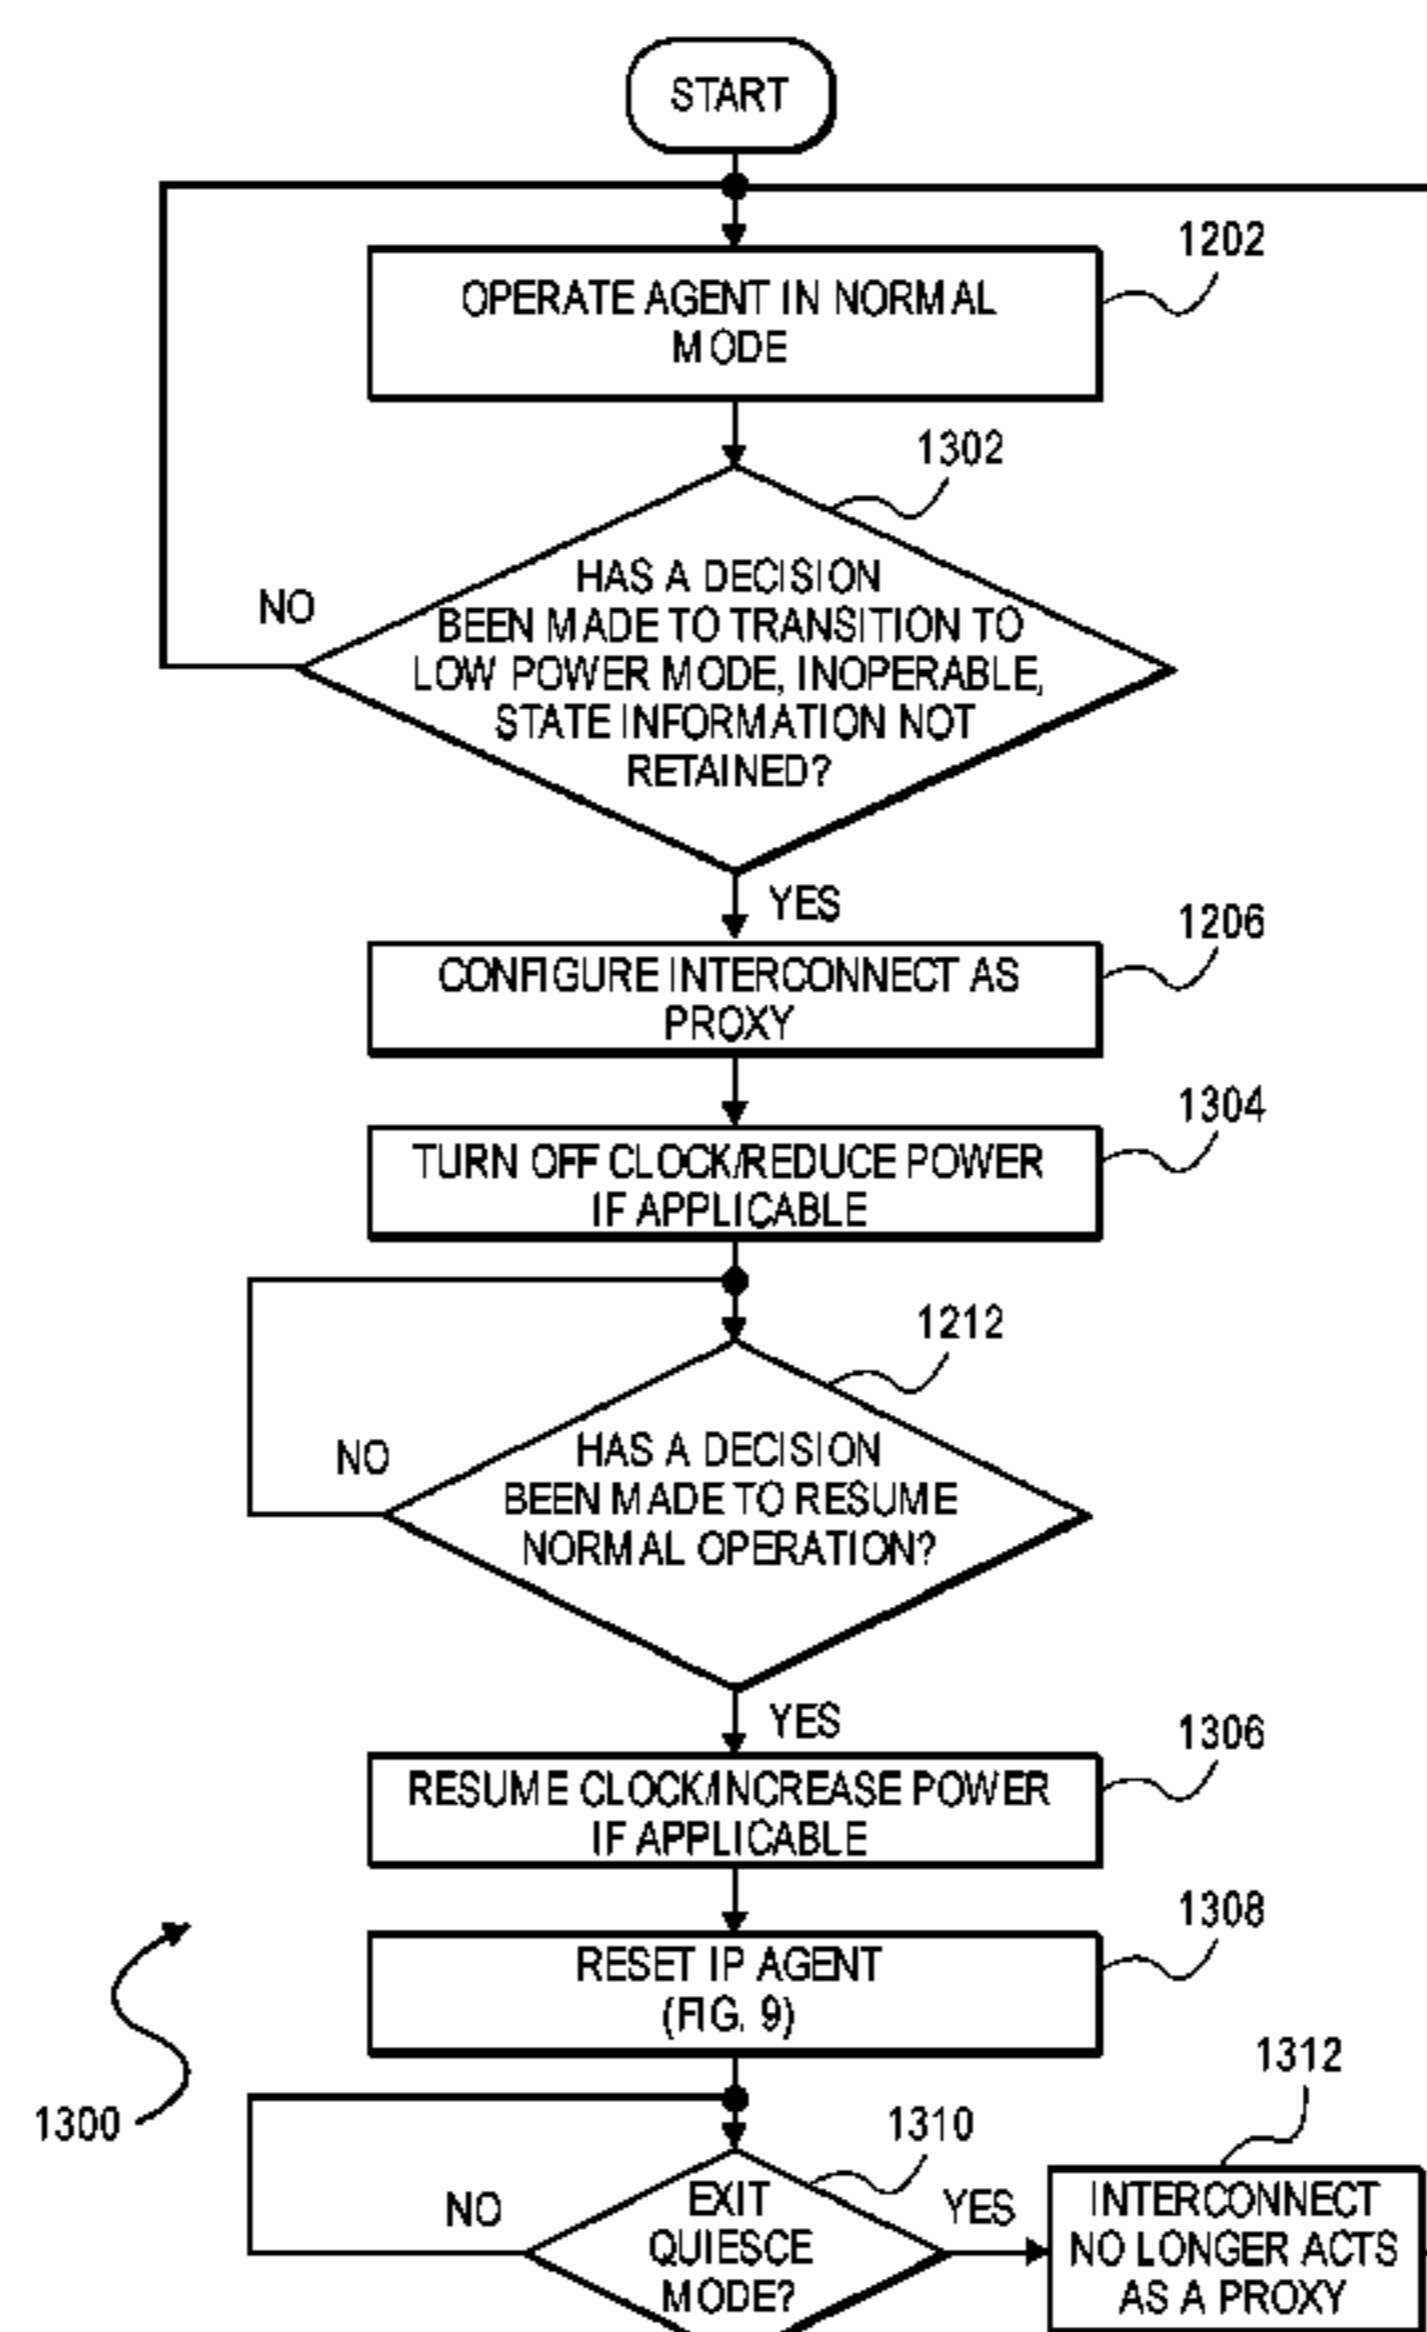 START
1202
OPERATE AGENT IN NORMAL
MODE
1302
HAS A DECISION
BEEN MADE TO TRANSITION TO
LOW POWER MODE, INOPERABLE,
STATE INFORMATION NOT
RETAINED?
NO
YES
1206
CONFIGURE INTERCONNECT AS
PROXY
1304
TURN OFF CLOCK/REDUCE POWER
IF APPLICABLE
1212
HAS A DECISION
BEEN MADE TO RESUME
NORMAL OPERATION?
NO
YES
1306
RESUME CLOCK/INCREASE POWER
IF APPLICABLE
1308
RESET IP AGENT
(FIG. 9)
1300
1310
EXIT
QUIESCE
MODE?
NO
YES
1312
INTERCONNECT
NO LONGER ACTS
AS A PROXY